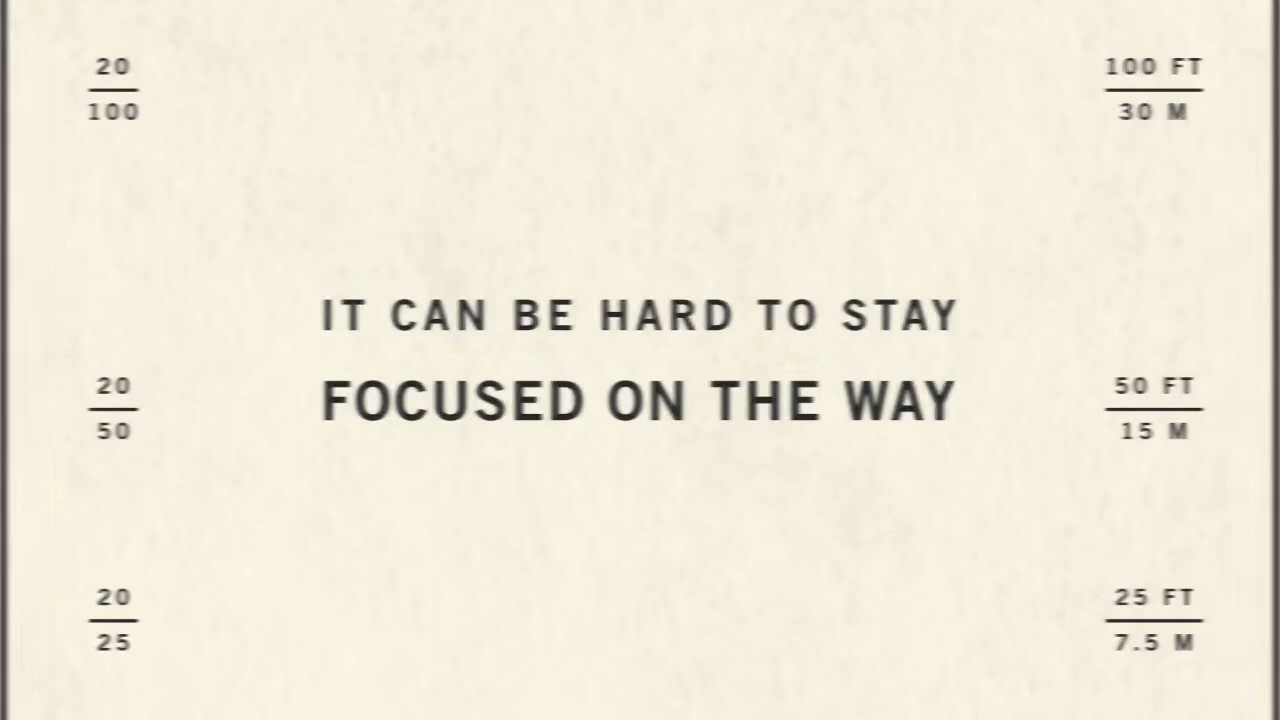 20
100
100 FT
30 M
IT CAN BE HARD TO STAY
FOCUSED ON THE WAY
20
50
50 FT
15 M
20
25
25 FT
7.5 M